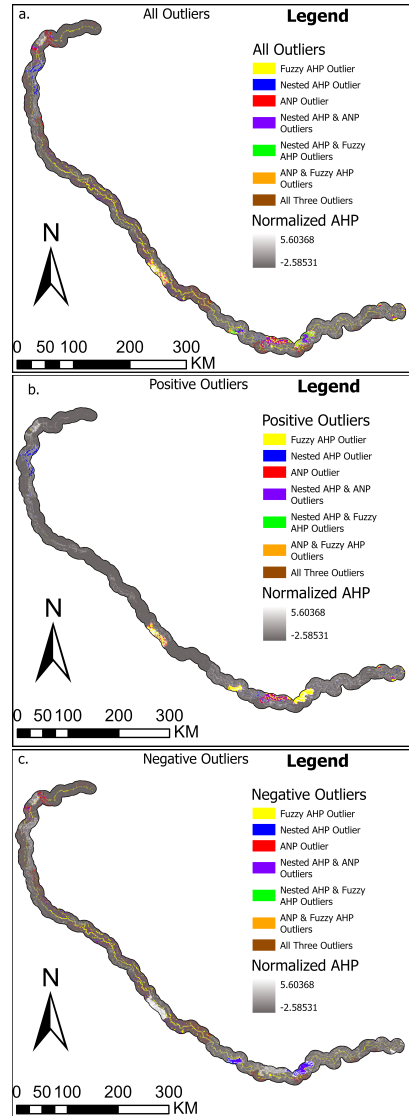 a.
All Outliers
Legend
All Outliers
Fuzzy AHP Outlier
Nested AHP Outlier
ANP Outlier
Nested AHP & ANP
Outliers
Nested AHP & Fuzzy
AHP Outliers
ANP & Fuzzy AHP
Outliers
All Three Outliers
Normalized AHP
5.60368
-2.58531
N
0 50 100 200 300
KM
b.
Positive Outliers
Legend
Positive Outliers
Fuzzy AHP Outlier
Nested AHP Outlier
ANP Outlier
Nested AHP & ANP
Outliers
Nested AHP & Fuzzy
AHP Outliers
ANP & Fuzzy AHP
Outliers
All Three Outliers
Normalized AHP
5.60368
-2.58531
N
0 50 100 200 300
KM
c.
Negative Outliers
Legend
Negative Outliers
Fuzzy AHP Outlier
Nested AHP Outlier
ANP Outlier
Nested AHP & ANP
Outliers
Nested AHP & Fuzzy
AHP Outliers
ANP & Fuzzy AHP
Outliers
All Three Outliers
Normalized AHP
5.60368
-2.58531
N
0 50 100 200 300
KM